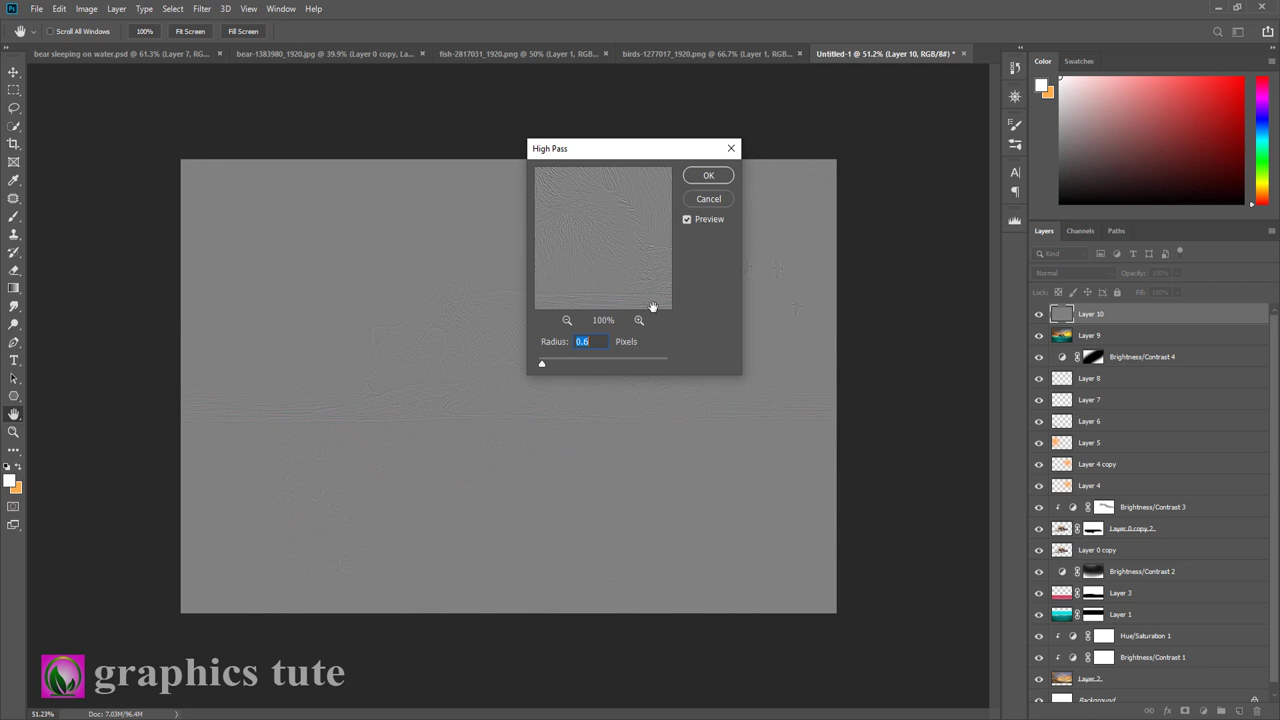 File Edit Image Layer Type Select Filter 3D View Window Help
Scroll All Windows 100% Fit Screen Fill Screen
bear sleeping on water.psd @ 61.3% (Layer 7, RG... × bear-1383980_1920.jpg @ 39.9% (Layer 0 copy, La... × fish-2817031_1920.png @ 50% (Layer 1, RGB/8... × birds-1277017_1920.png @ 66.7% (Layer 1, RGB/... × Untitled-1 @ 51.2% (Layer 10, RGB/8#) * ×
Color Swatches
High Pass
OK
Cancel
Preview
100%
Radius: 0.6 Pixels
Layers Channels Paths
Kind
Normal Opacity: 100%
Lock: Fill: 100%
Layer 10
Layer 9
Brightness/Contrast 4
Layer 8
Layer 7
Layer 6
Layer 5
Layer 4 copy
Layer 4
Brightness/Contrast 3
Layer 0 copy 2
Layer 0 copy
Brightness/Contrast 2
Layer 3
Layer 1
Hue/Saturation 1
Brightness/Contrast 1
Layer 2
Background
graphics tute
51.23% Doc: 7.03M/96.4M